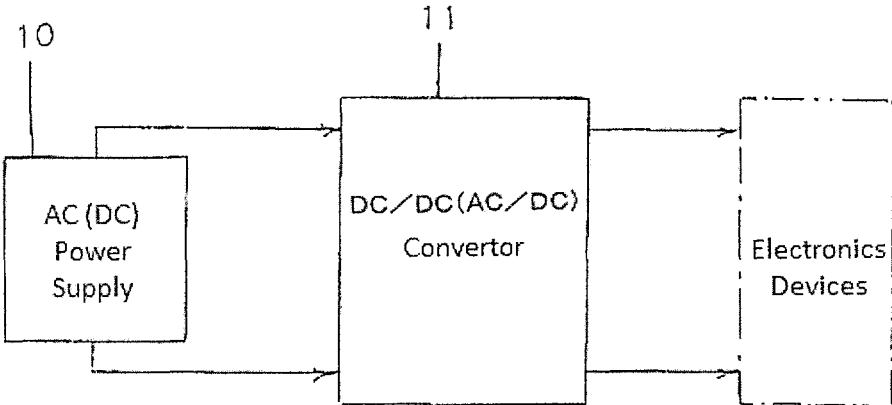 10
11
AC (DC)
Power
Supply
DC/DC(AC/DC)
Convertor
Electronics
Devices